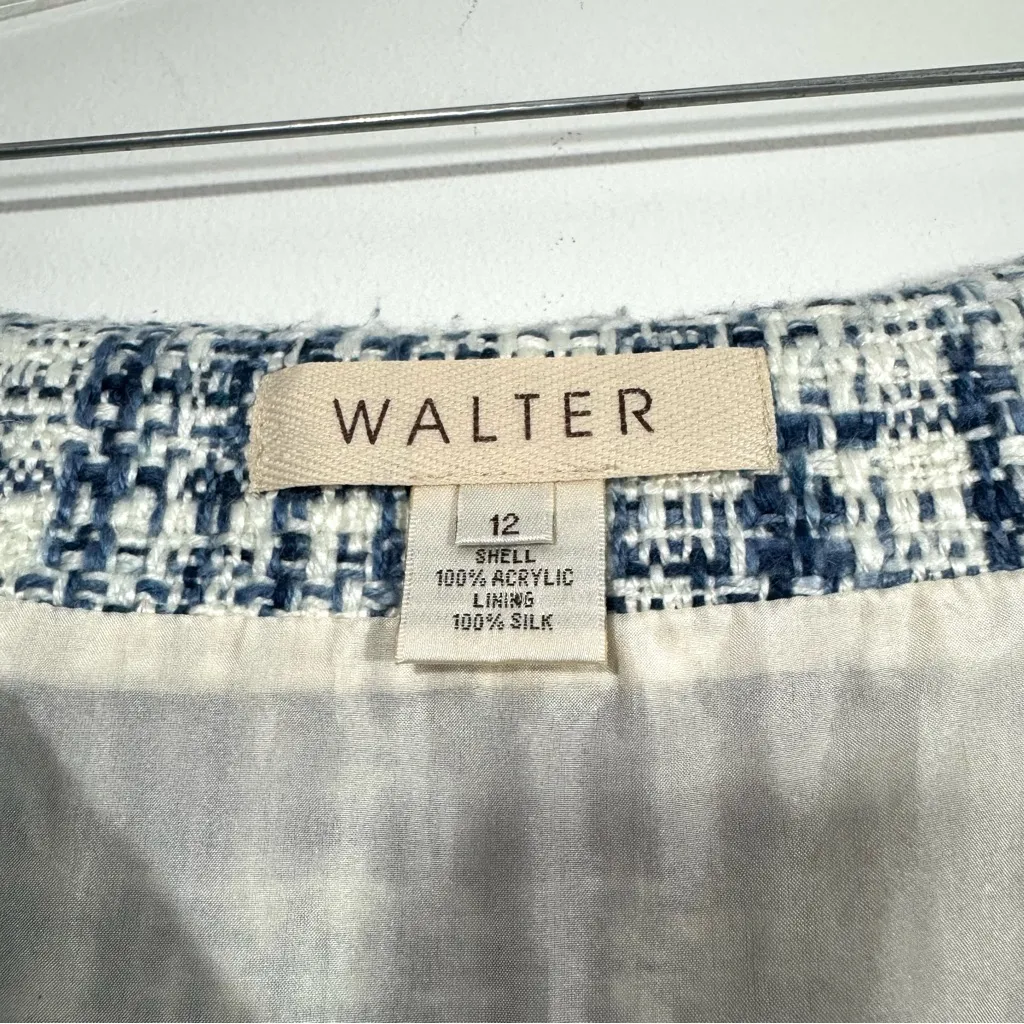 WALTER
12
SHELL
100% ACRYLIC
LINING
100% SILK